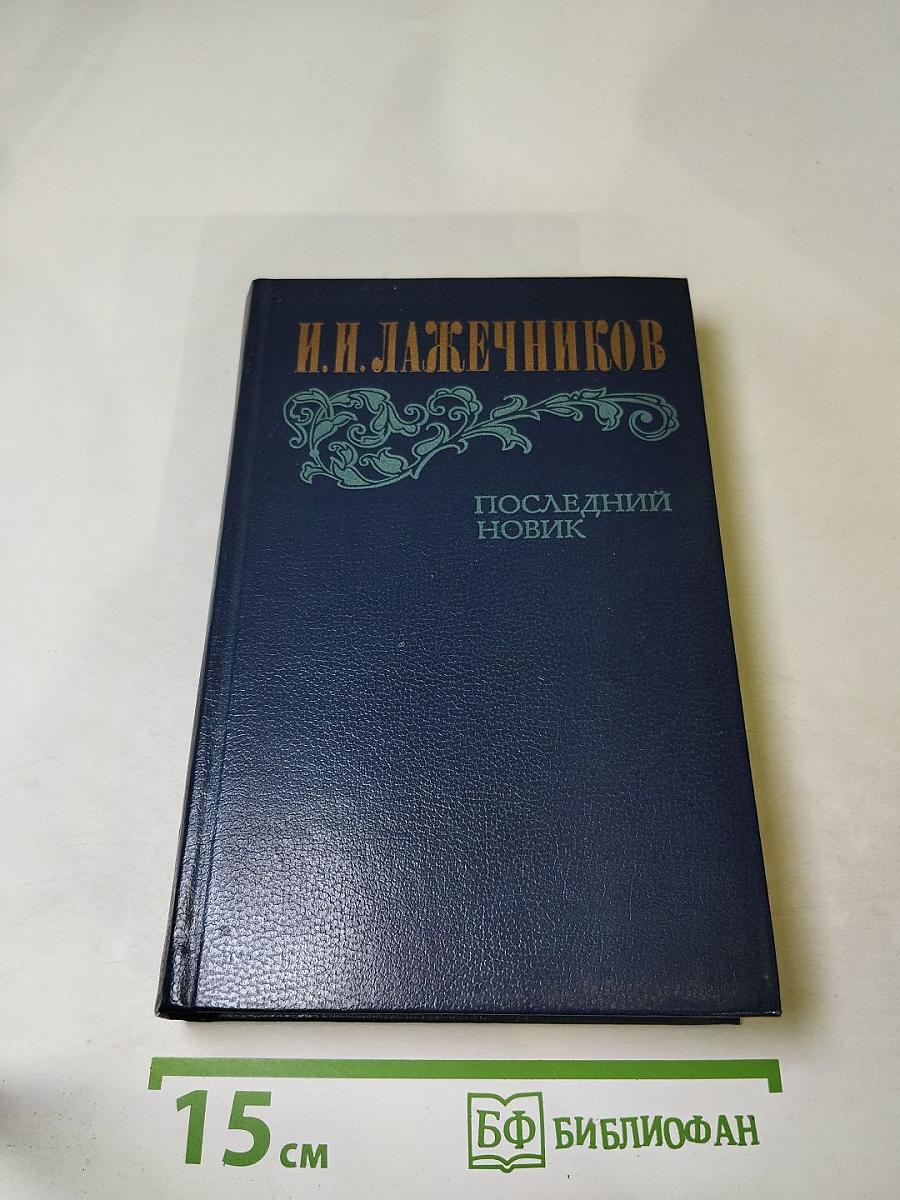 И.И.ЛАЖЕЧНИКОВ
ПОСЛЕДНИЙ
НОВИК
15 см
БФ БИБЛИОФАН